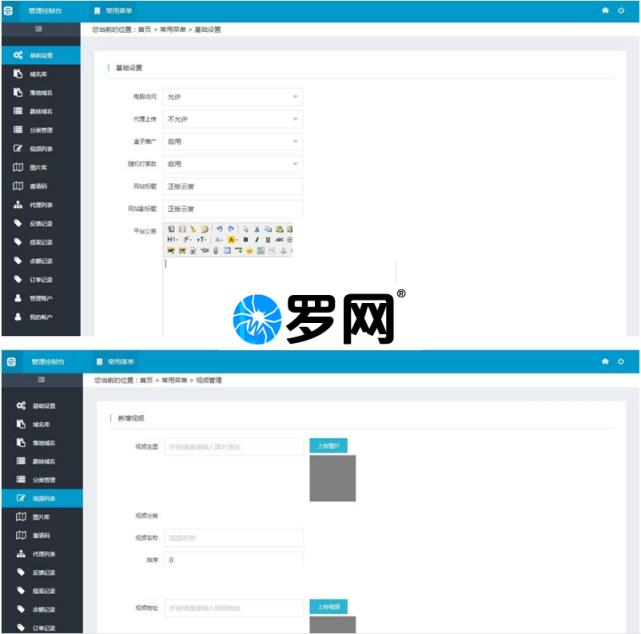 管理控制台
常用菜单
您当前的位置：首页 > 常用菜单 > 基础设置
基础设置
域名库
落地域名
跳转域名
分类管理
视频列表
图片库
邀请码
代理列表
反馈记录
提现记录
余额记录
订单记录
管理账户
我的帐户
基础设置
电脑访问 允许
代理上传 不允许
盒子推广 启用
随机打赏数 启用
网站标题 正版云赏
网站副标题 正版云赏
平台公告
罗网®
管理控制台
常用菜单
您当前的位置：首页 > 常用菜单 > 视频管理
基础设置
域名库
落地域名
跳转域名
分类管理
视频列表
图片库
邀请码
代理列表
反馈记录
提现记录
余额记录
订单记录
新增视频
视频主图 外链请直接输入图片地址 上传图片
视频分类
视频名称 视频名称
排序 0
视频地址 外链请直接输入视频地址 上传视频